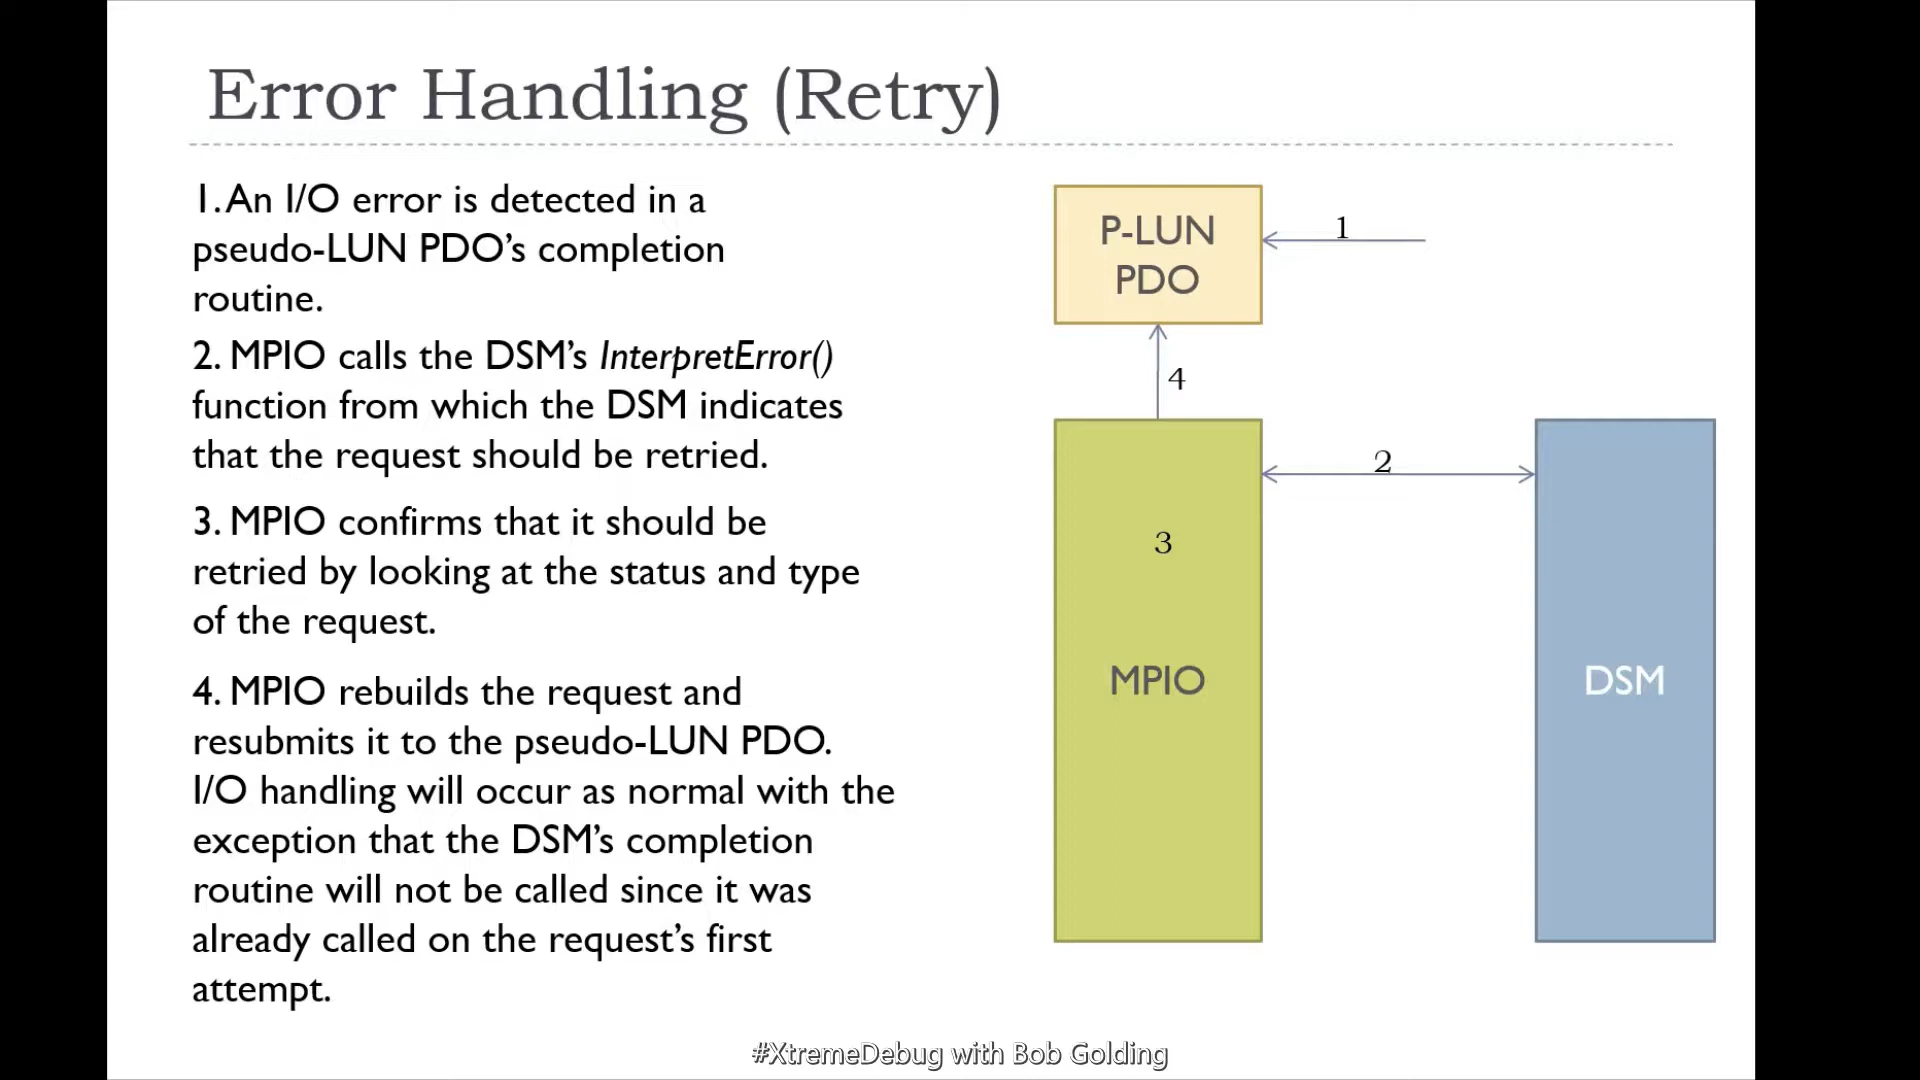 Error Handling (Retry)
1. An I/O error is detected in a
pseudo-LUN PDO’s completion
routine.
2. MPIO calls the DSM’s InterpretError()
function from which the DSM indicates
that the request should be retried.
3. MPIO confirms that it should be
retried by looking at the status and type
of the request.
4. MPIO rebuilds the request and
resubmits it to the pseudo-LUN PDO.
I/O handling will occur as normal with the
exception that the DSM’s completion
routine will not be called since it was
already called on the request’s first
attempt.
P-LUN
PDO
1
4
2
3
MPIO
DSM
#XtremeDebug with Bob Golding